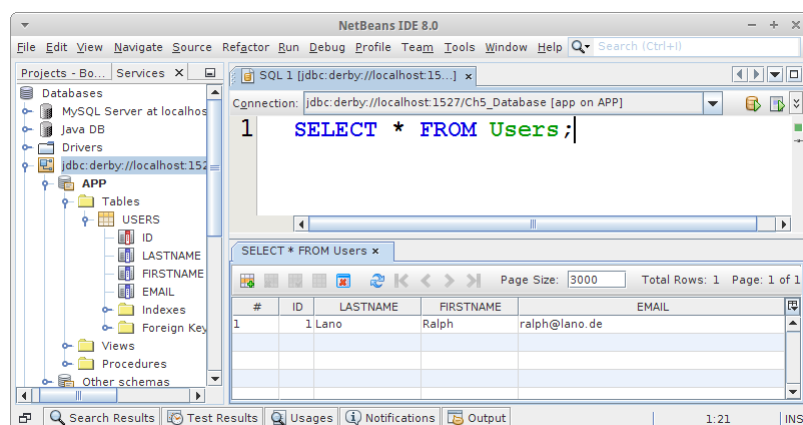 NetBeans IDE 8.0
File Edit View Navigate Source Refactor Run Debug Profile Team Tools Window Help Search (Ctrl+I)
Projects - Bo... Services
Databases
MySQL Server at localhos
Java DB
Drivers
jdbc:derby://localhost:152
APP
Tables
USERS
ID
LASTNAME
FIRSTNAME
EMAIL
Indexes
Foreign Key
Views
Procedures
Other schemas
SQL 1 [jdbc:derby://localhost:15...]
Connection: jdbc:derby://localhost:1527/Ch5_Database [app on APP]
1 SELECT * FROM Users;
SELECT * FROM Users
Page Size: 3000 Total Rows: 1 Page: 1 of 1
# ID LASTNAME FIRSTNAME EMAIL
1 1 Lano Ralph ralph@lano.de
Search Results Test Results Usages Notifications Output 1:21 INS